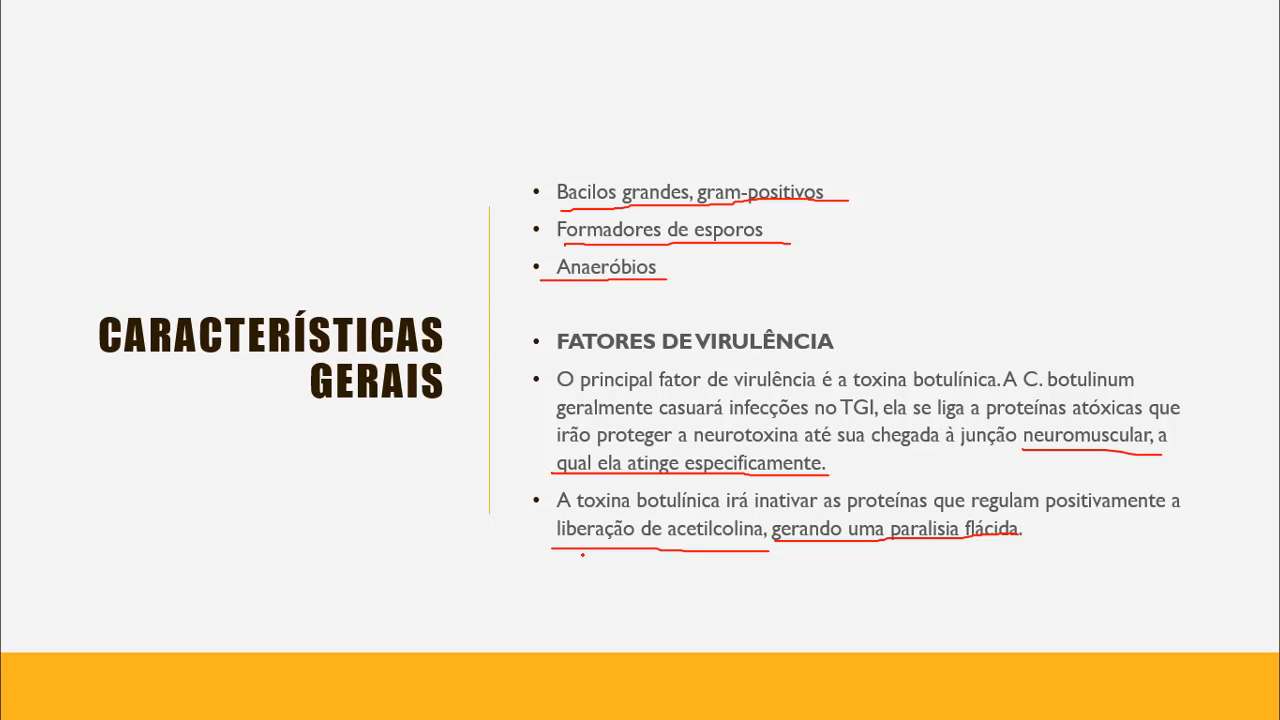 CARACTERÍSTICAS
GERAIS
• Bacilos grandes, gram-positivos
• Formadores de esporos
• Anaeróbios
• FATORES DE VIRULÊNCIA
• O principal fator de virulência é a toxina botulínica. A C. botulinum
geralmente casuará infecções no TGI, ela se liga a proteínas atóxicas que
irão proteger a neurotoxina até sua chegada à junção neuromuscular, a
qual ela atinge especificamente.
• A toxina botulínica irá inativar as proteínas que regulam positivamente a
liberação de acetilcolina, gerando uma paralisia flácida.